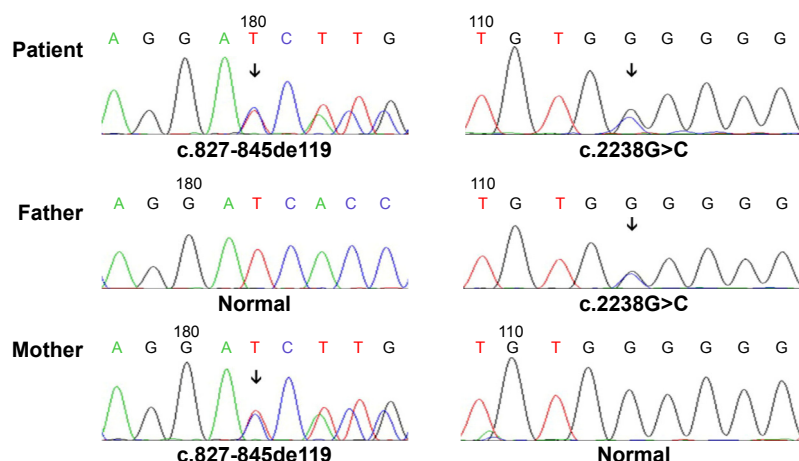 180 110
Patient A G G A T C T T G T G T G G G G G G
c.827-845de119 c.2238G>C
180 110
Father A G G A T C A C C T G T G G G G G G
Normal c.2238G>C
180 110
Mother A G G A T C T T G T G T G G G G G G
c.827-845de119 Normal